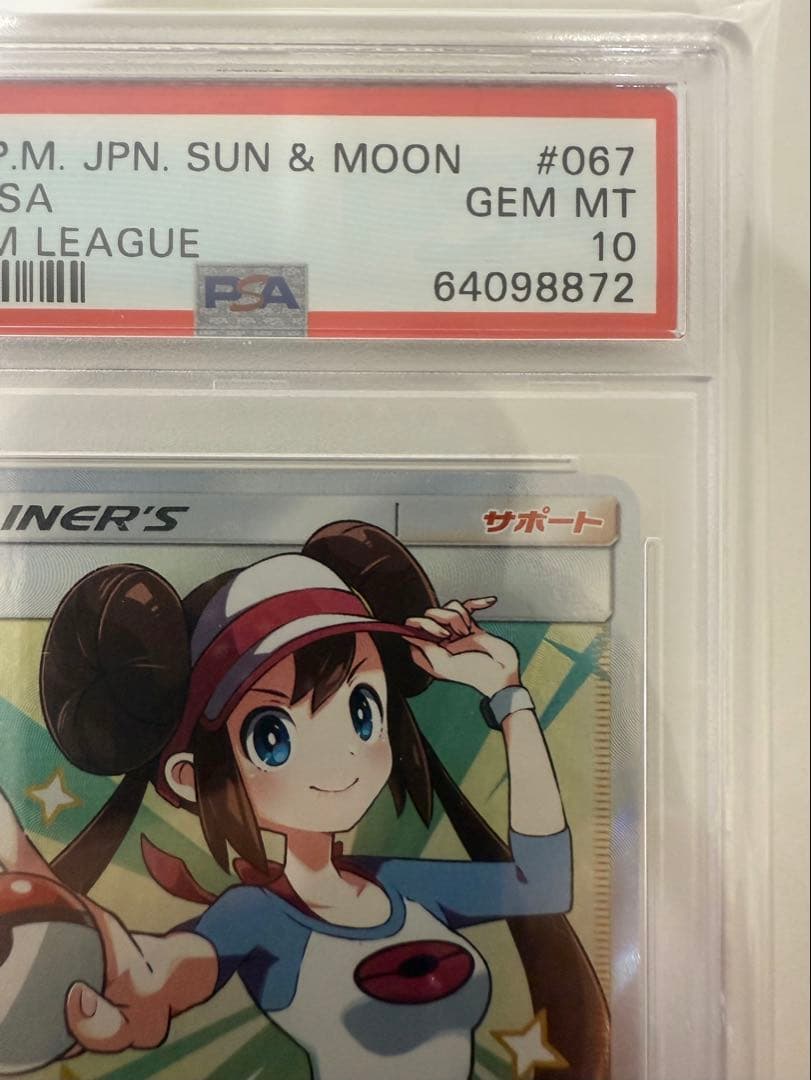 P.M. JPN. SUN & MOON #067
SA GEM MT
M LEAGUE 10
PSA 64098872
INER'S サポート